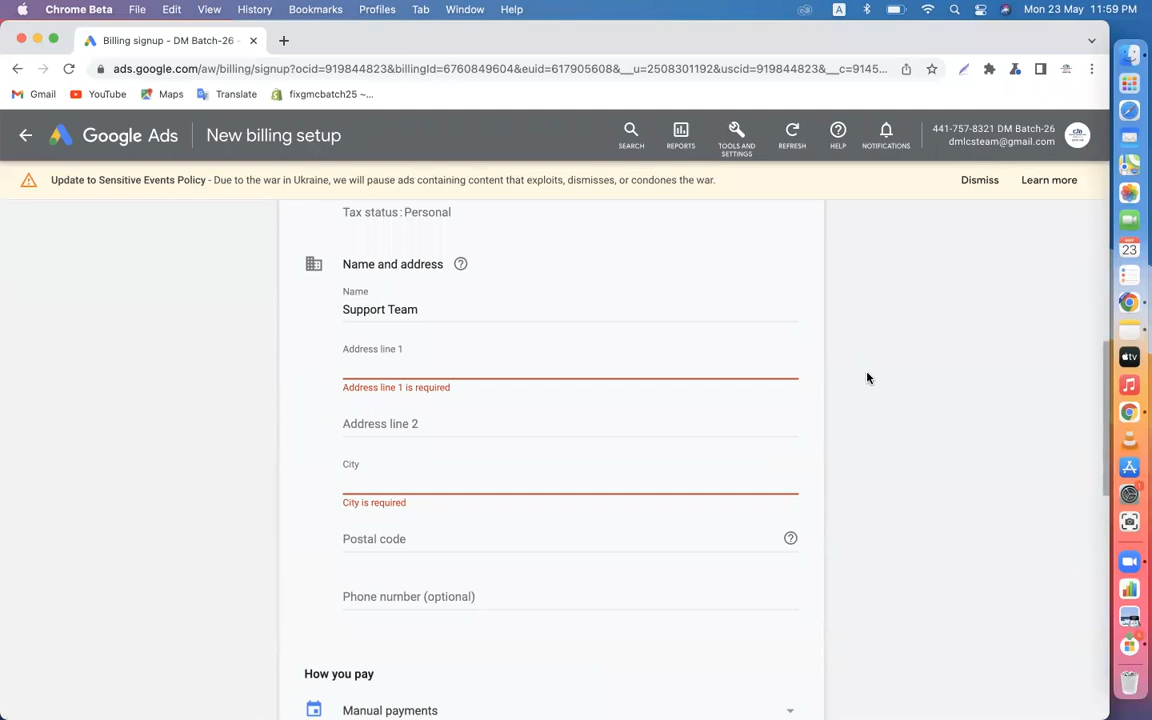 Chrome Beta File Edit View History Bookmarks Profiles Tab Window Help A Mon 23 May 11:59 PM
Billing signup - DM Batch-26 -
ads.google.com/aw/billing/signup?ocid=919844823&billingId=6760849604&euid=617905608&__u=2508301192&uscid=919844823&__c=9145...
Gmail YouTube Maps Translate fixgmcbatch25 ~...
Google Ads New billing setup
SEARCH REPORTS TOOLS AND SETTINGS REFRESH HELP NOTIFICATIONS
441-757-8321 DM Batch-26
dmlcsteam@gmail.com
Update to Sensitive Events Policy - Due to the war in Ukraine, we will pause ads containing content that exploits, dismisses, or condones the war. Dismiss Learn more
Tax status : Personal
Name and address
Name
Support Team
Address line 1
Address line 1 is required
Address line 2
City
City is required
Postal code
Phone number (optional)
How you pay
Manual payments
23
tv